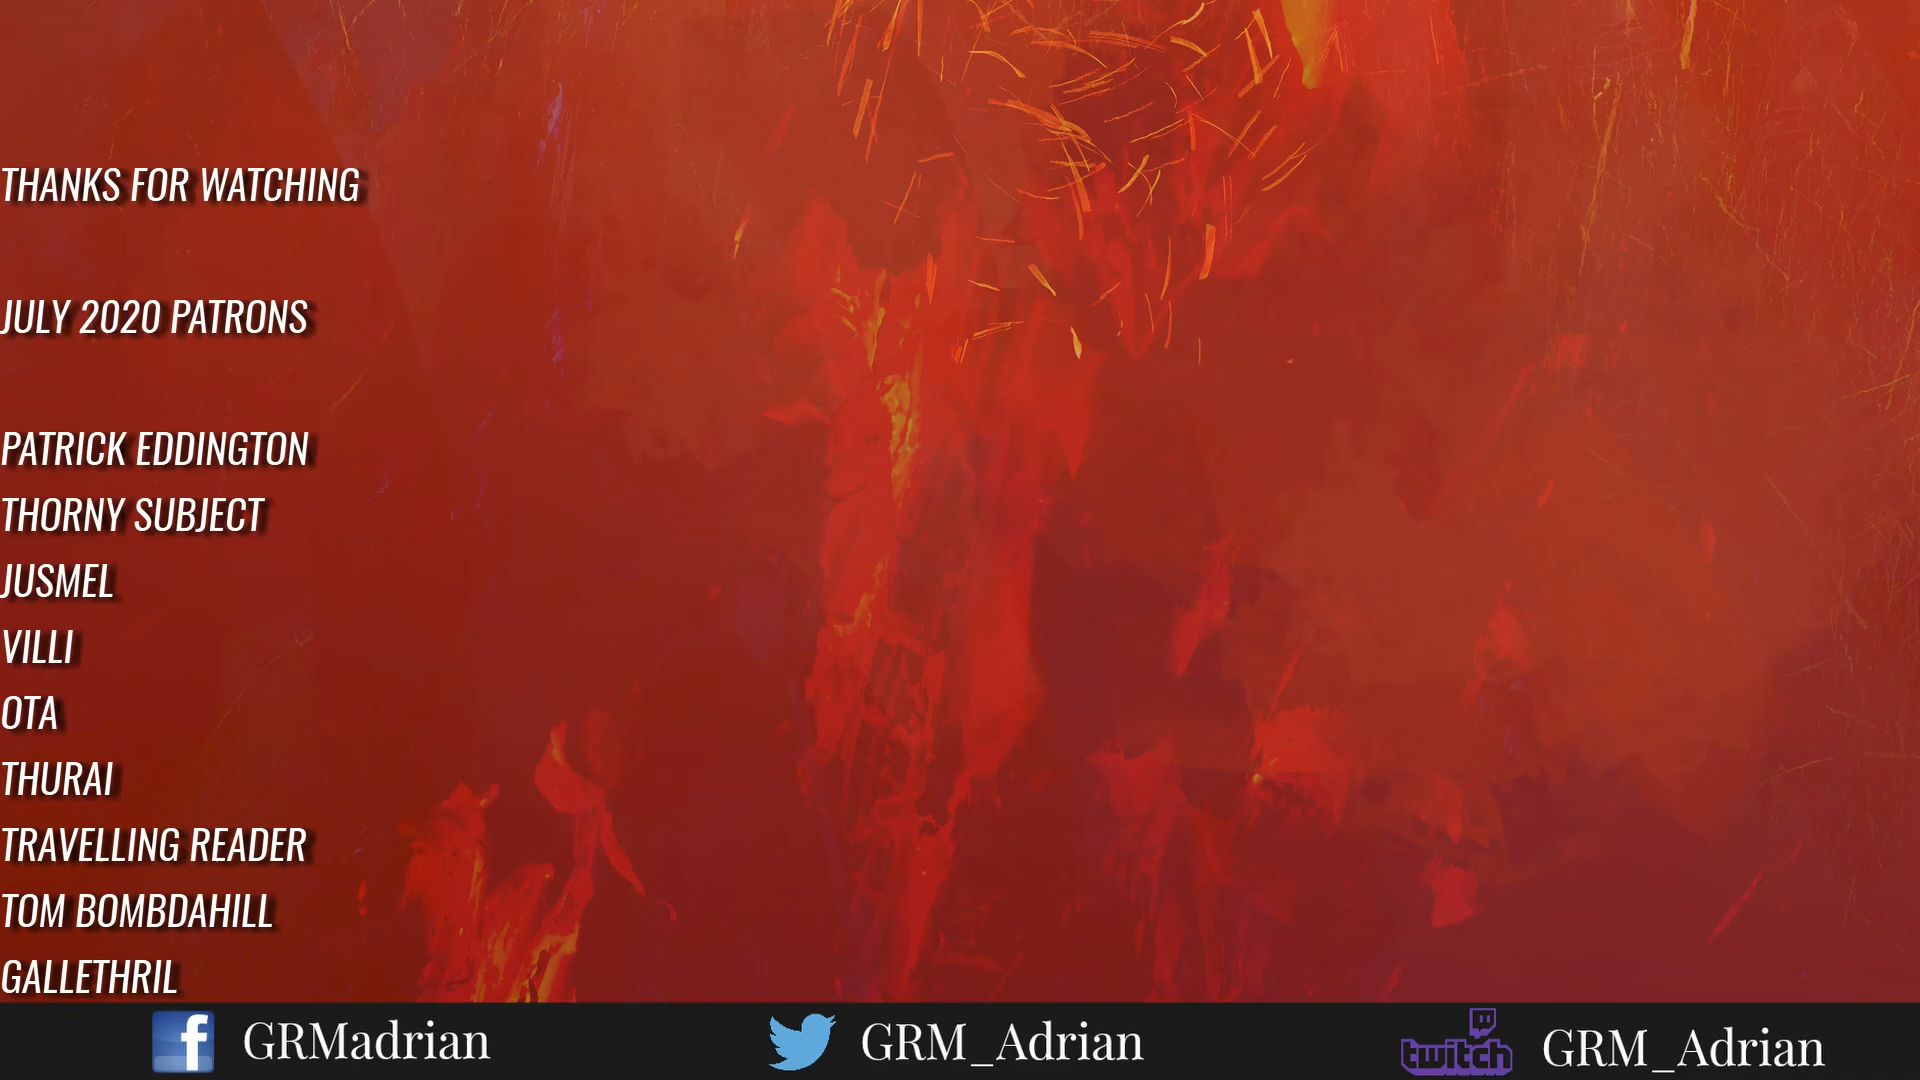 THANKS FOR WATCHING
JULY 2020 PATRONS
PATRICK EDDINGTON
THORNY SUBJECT
JUSMEL
VILLI
OTA
THURAI
TRAVELLING READER
TOM BOMBDAHILL
GALLETHRIL
f GRMadrian
GRM_Adrian
twitch GRM_Adrian